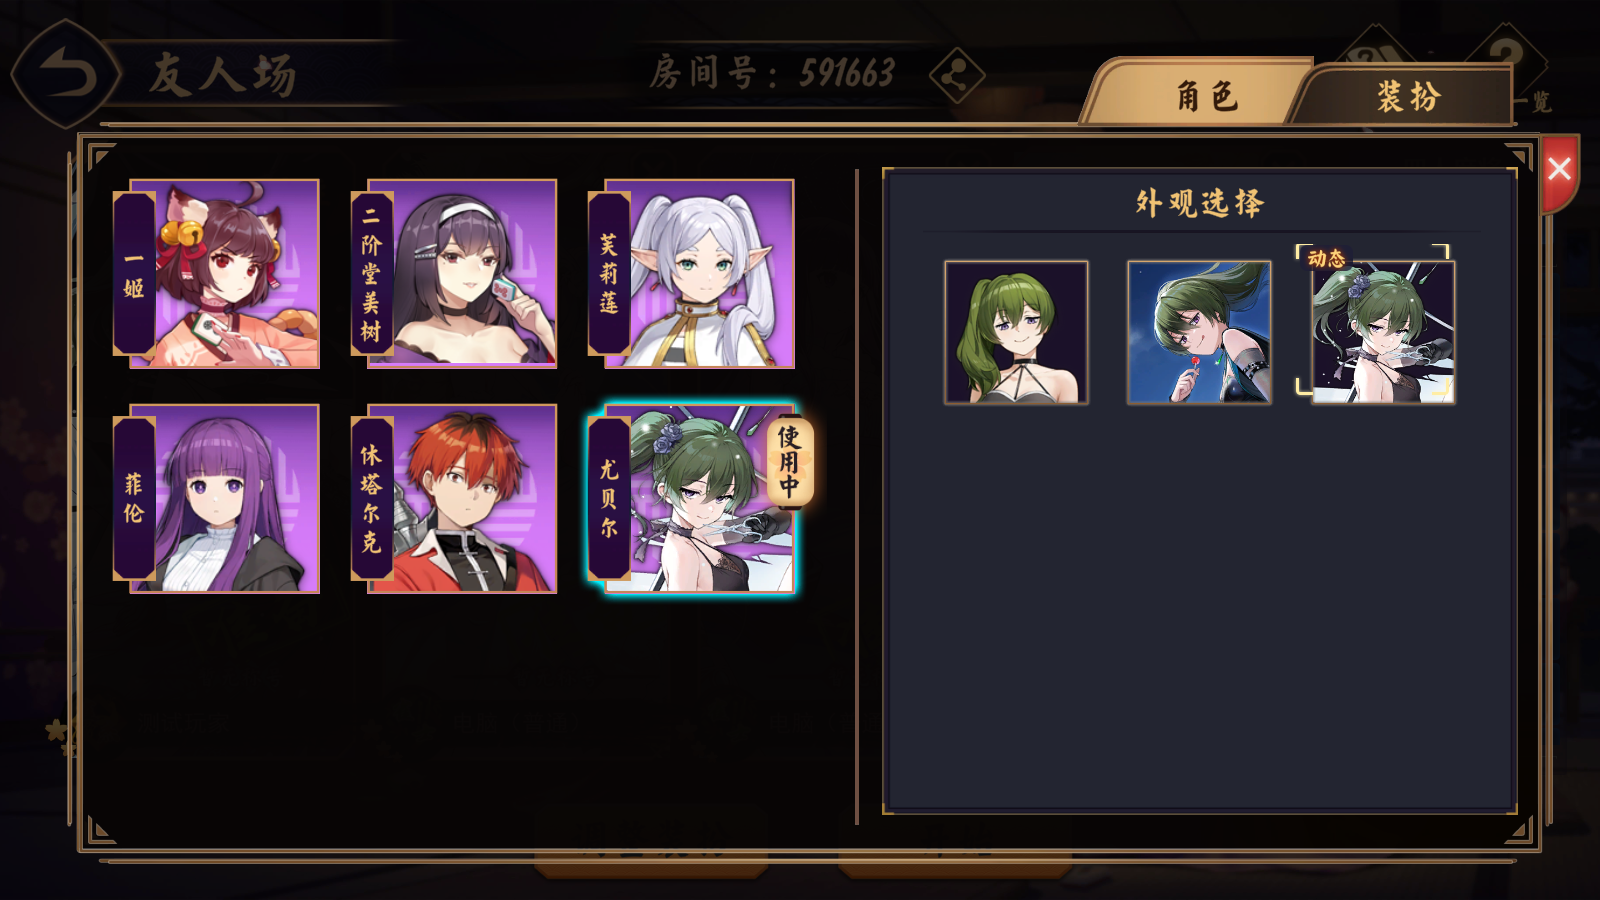 友人场
房间号：591663
角色
装扮
一览
一姬
二阶堂美树
芙莉莲
菲伦
休塔尔克
尤贝尔
使用中
外观选择
动态